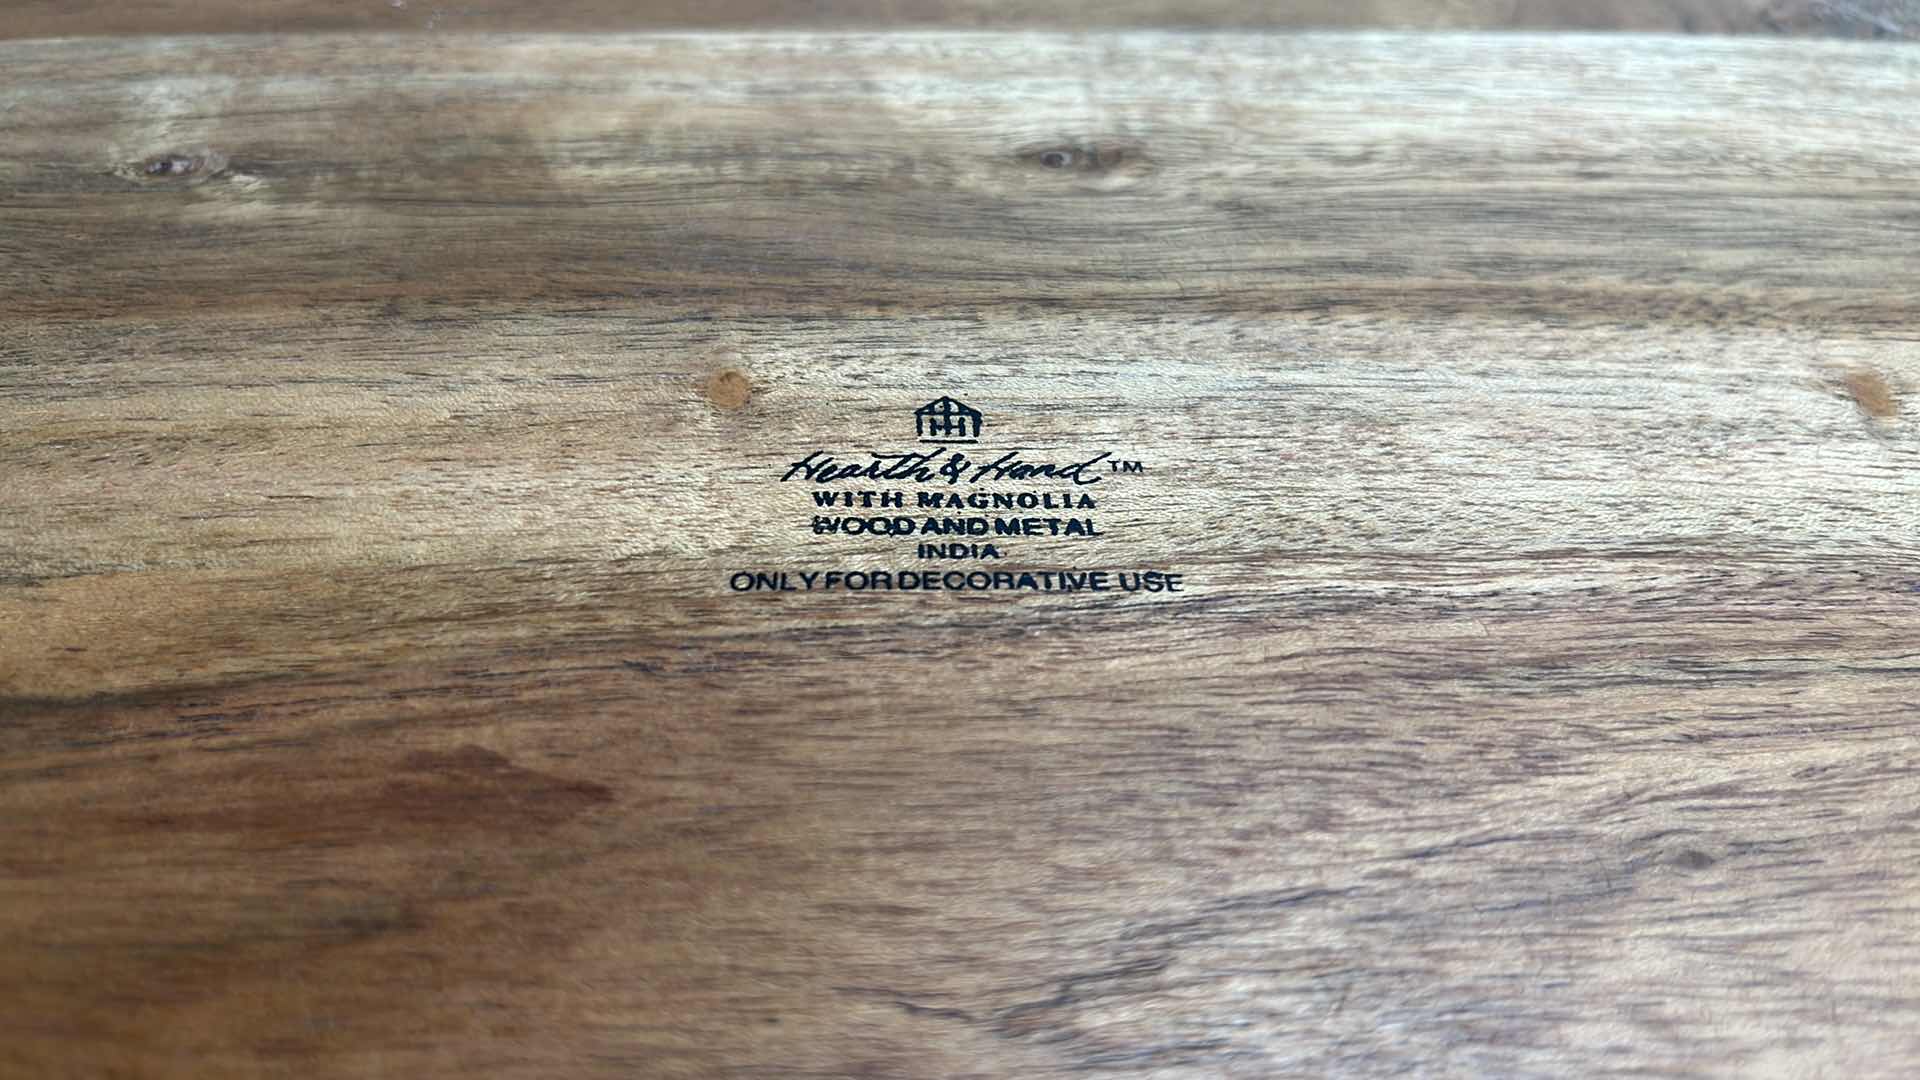 Hearth & Hand™
WITH MAGNOLIA
WOOD AND METAL
INDIA
ONLY FOR DECORATIVE USE